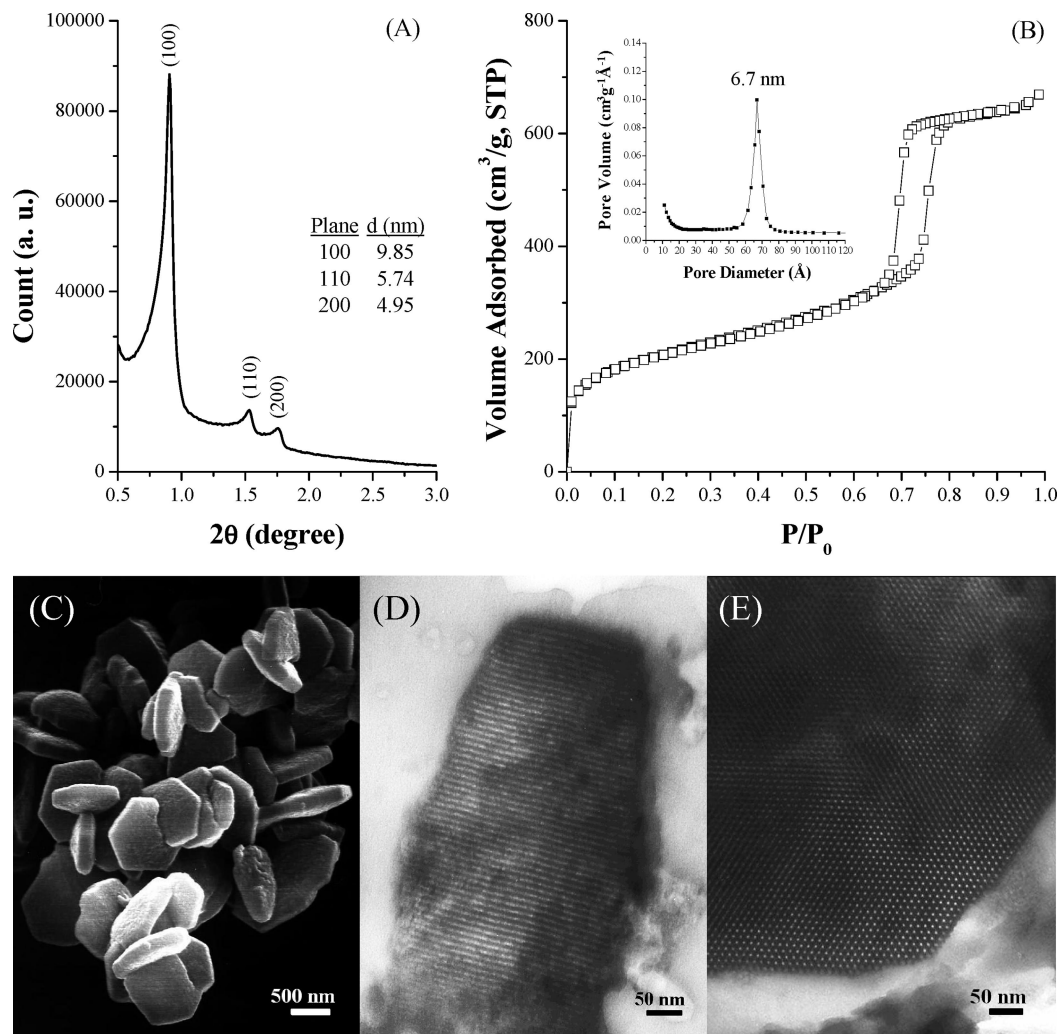 (A)
100000
80000
60000
40000
20000
0
Count (a. u.)
(100)
(110)
(200)
Plane d (nm)
100 9.85
110 5.74
200 4.95
0.5 1.0 1.5 2.0 2.5 3.0
2θ (degree)
(B)
800
600
400
200
0
Volume Adsorbed (cm³/g, STP)
6.7 nm
0.14
0.12
0.10
0.08
0.06
0.04
0.02
0.00
Pore Volume (cm³g⁻¹Å⁻¹)
0 10 20 30 40 50 60 70 80 90 100 110 120
Pore Diameter (Å)
0.0 0.1 0.2 0.3 0.4 0.5 0.6 0.7 0.8 0.9 1.0
P/P₀
(C)
500 nm
(D)
50 nm
(E)
50 nm